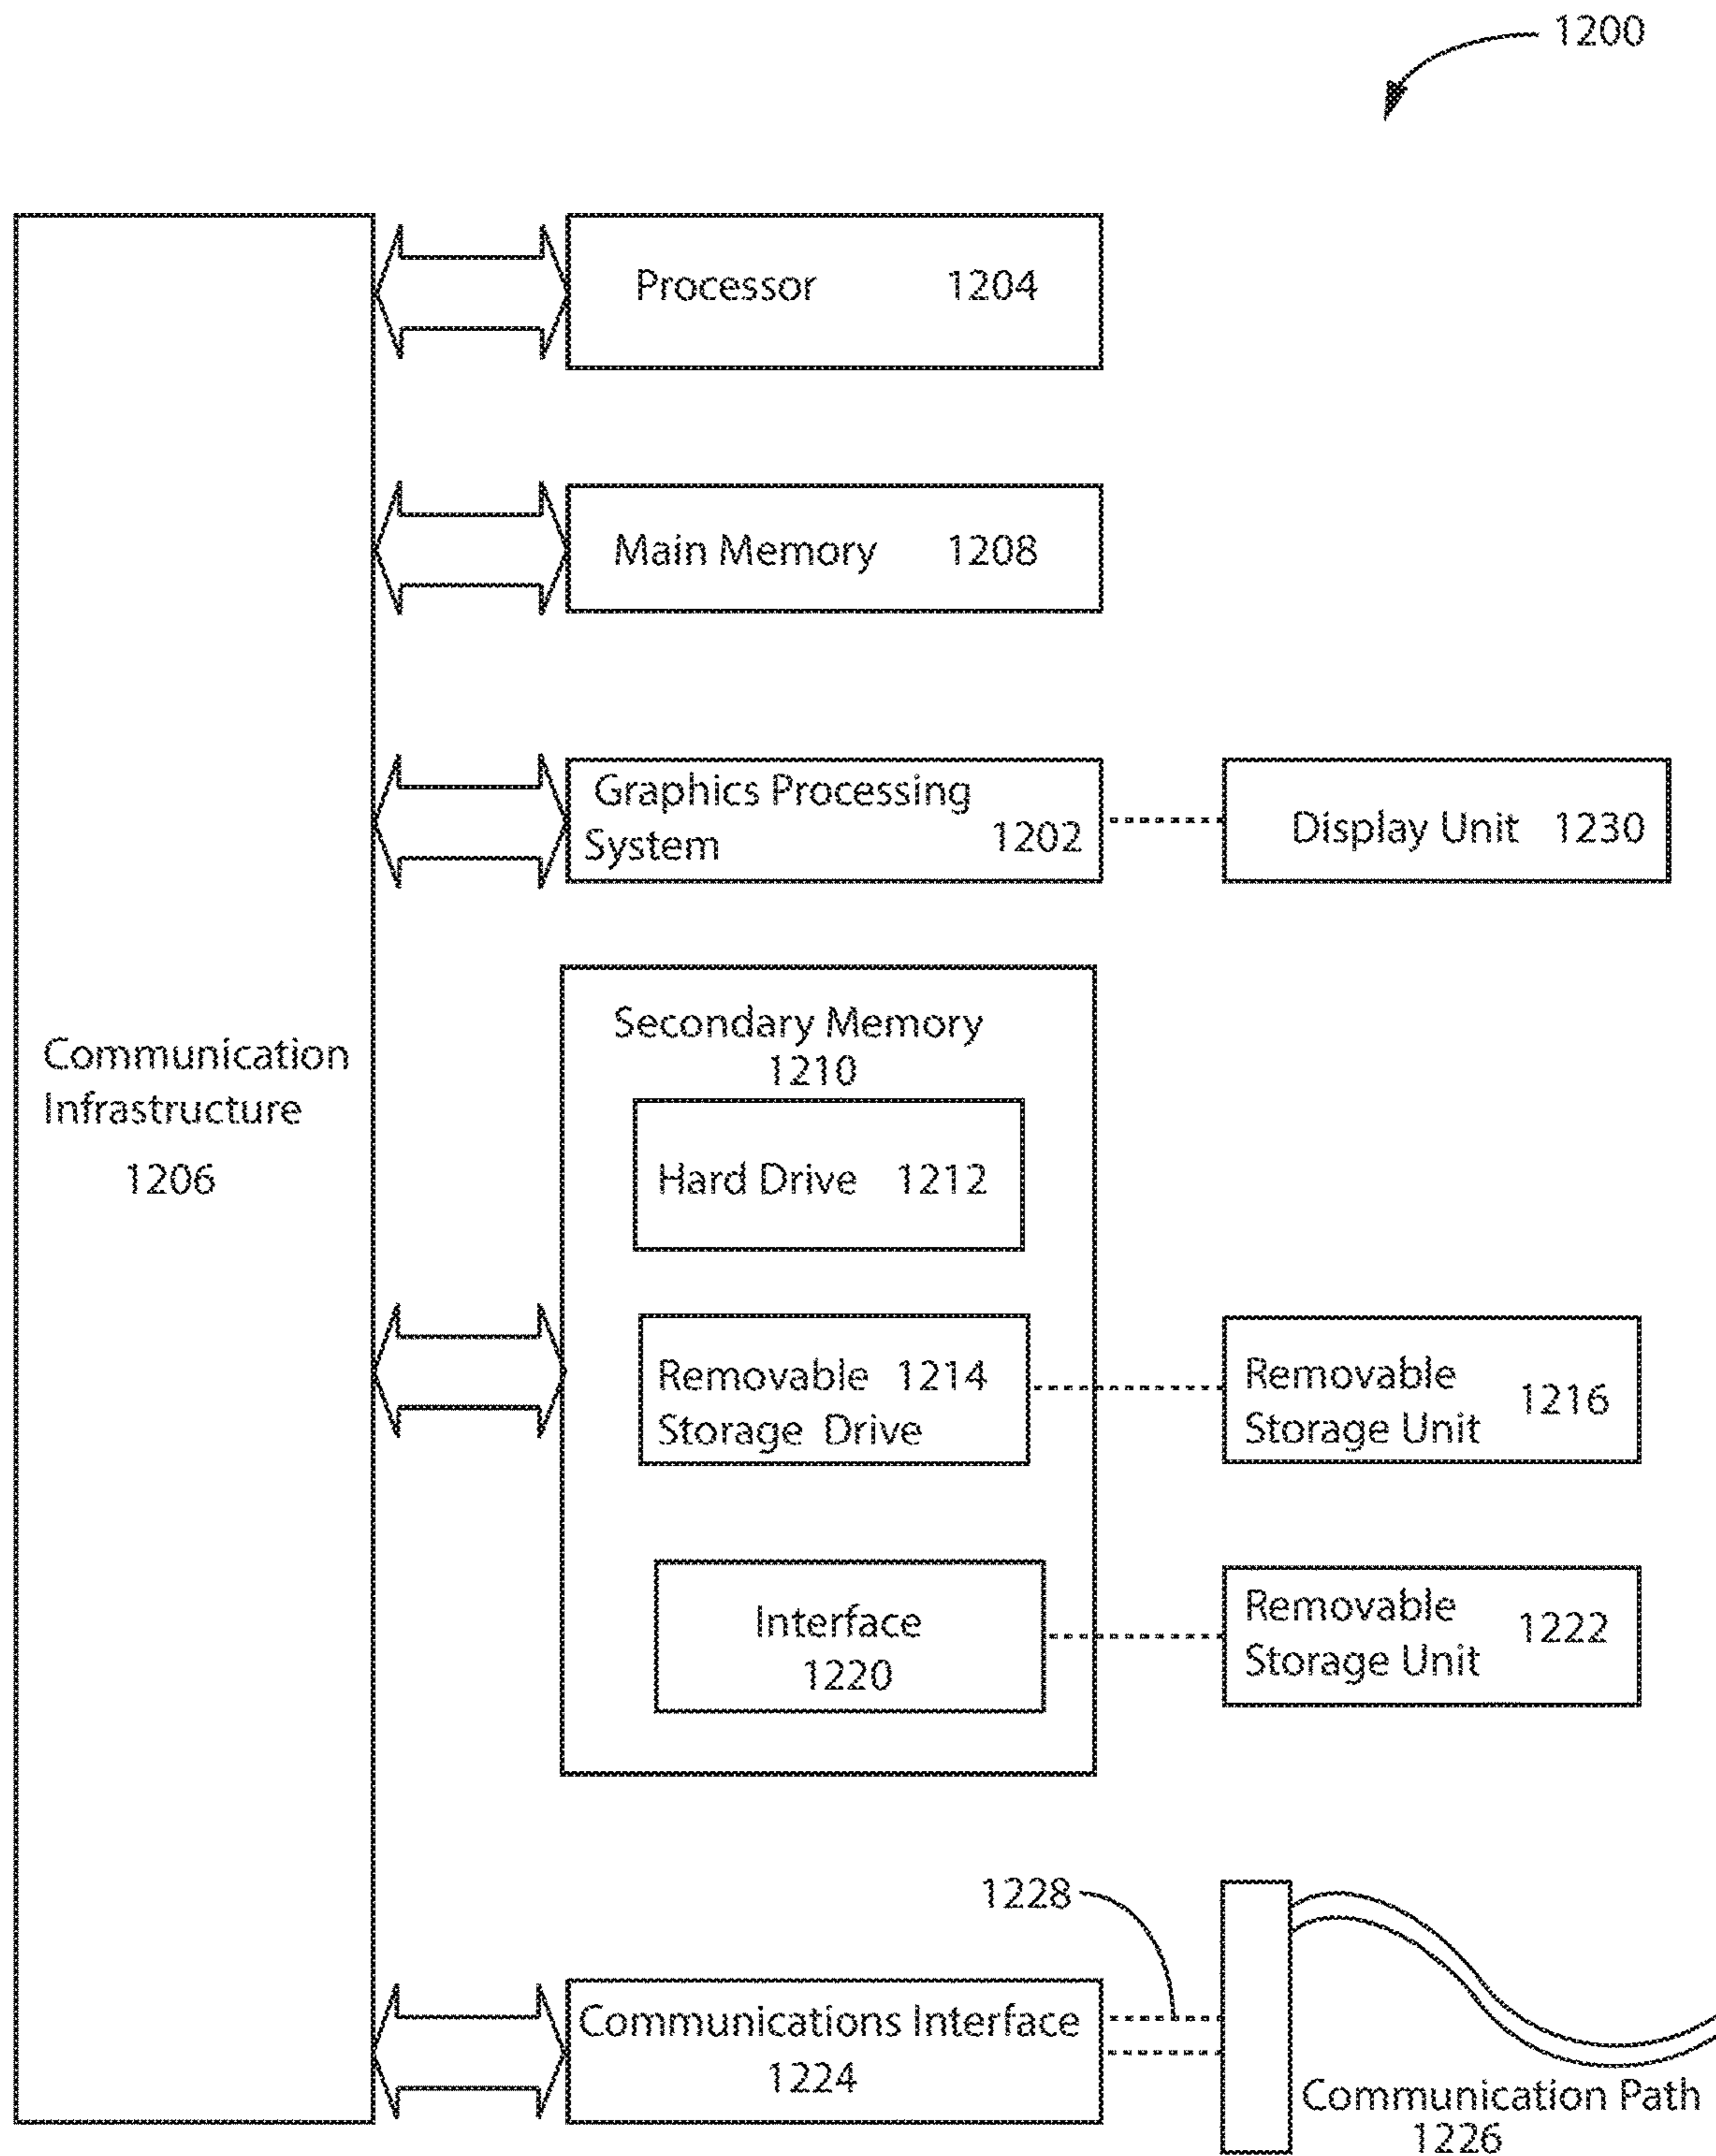 1200
Processor 1204
Main Memory 1208
Graphics Processing
System 1202
Display Unit 1230
Communication
Infrastructure
1206
Secondary Memory
1210
Hard Drive 1212
Removable 1214
Storage Drive
Removable
Storage Unit 1216
Interface
1220
Removable
Storage Unit 1222
1228
Communications Interface
1224
Communication Path
1226